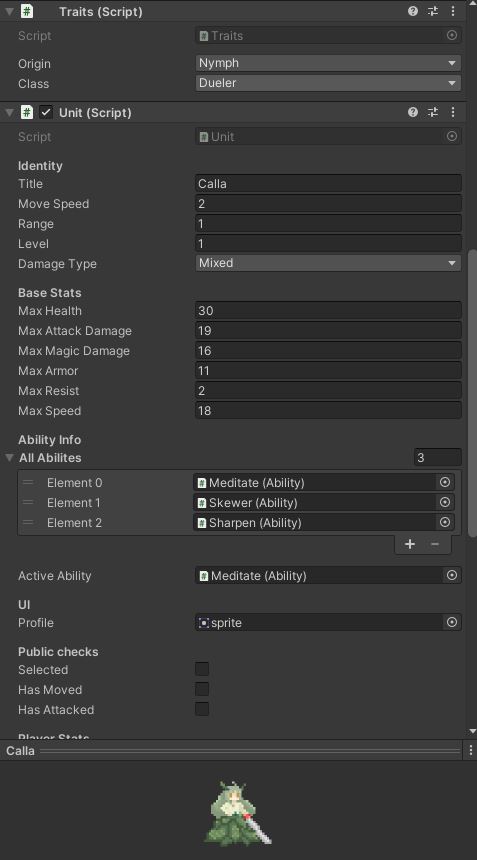 Traits (Script)
Script Traits
Origin Nymph
Class Dueler
Unit (Script)
Script Unit
Identity
Title Calla
Move Speed 2
Range 1
Level 1
Damage Type Mixed
Base Stats
Max Health 30
Max Attack Damage 19
Max Magic Damage 16
Max Armor 11
Max Resist 2
Max Speed 18
Ability Info
All Abilites 3
Element 0 Meditate (Ability)
Element 1 Skewer (Ability)
Element 2 Sharpen (Ability)
Active Ability Meditate (Ability)
UI
Profile sprite
Public checks
Selected
Has Moved
Has Attacked
Player Stats
Calla